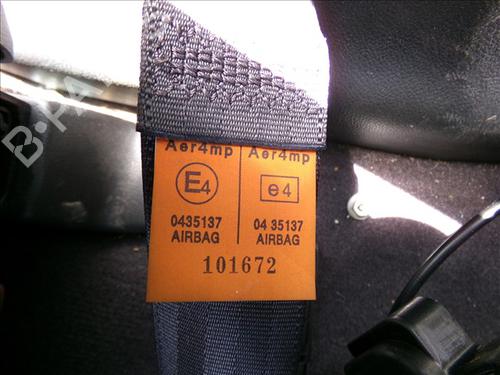 B-PA
Aer4mp Aer4mp
E4 e4
0435137 04 35137
AIRBAG AIRBAG
101672